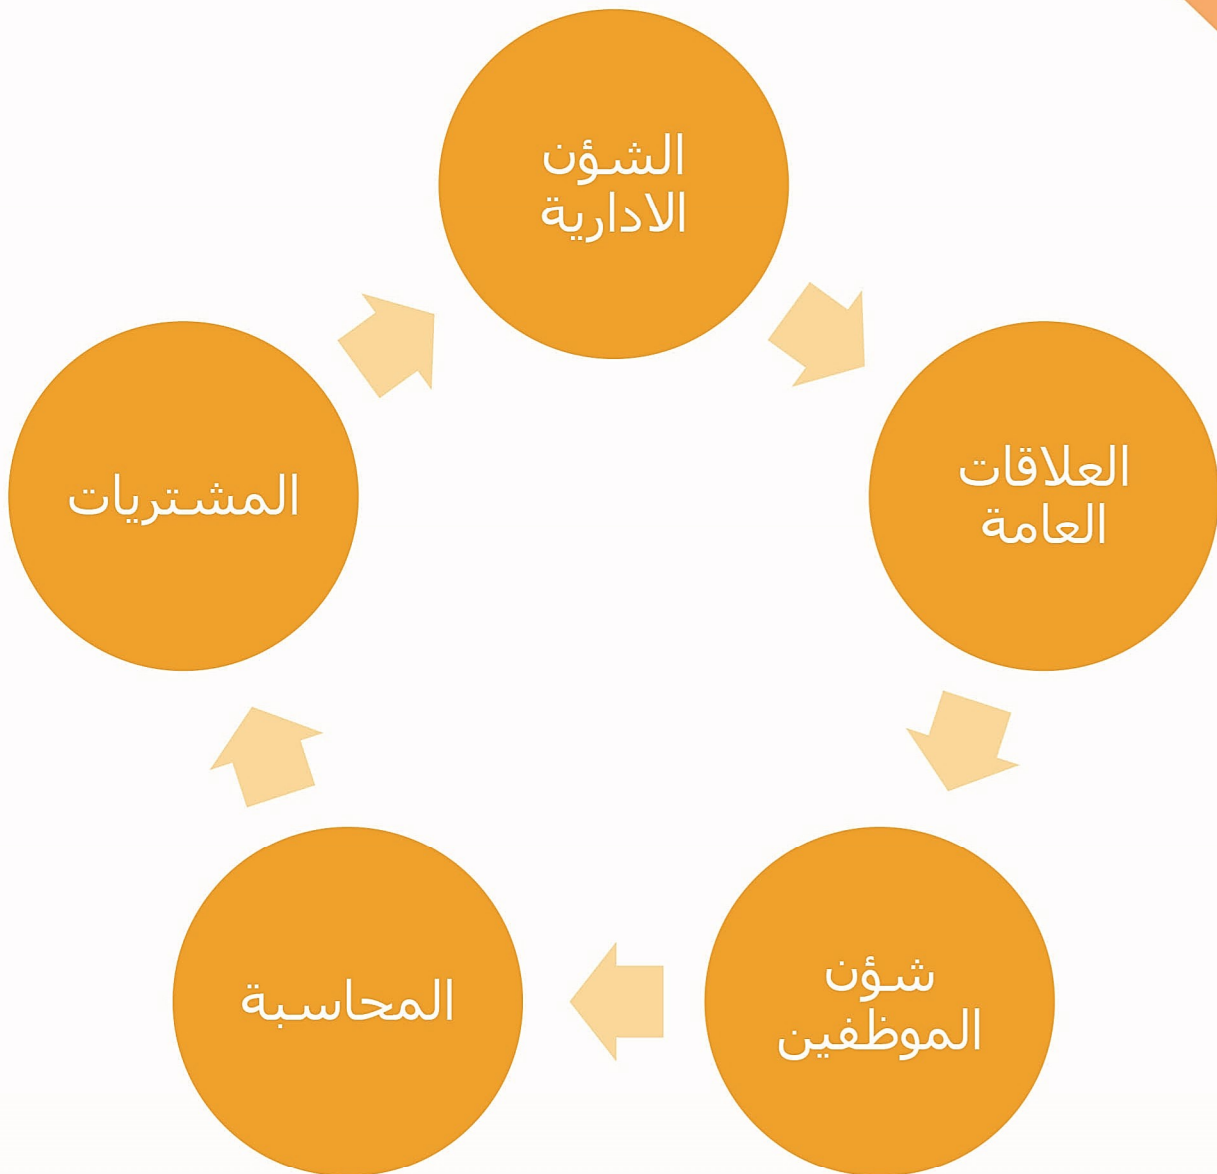 الشؤن
الادارية
العلاقات
العامة
شؤن
الموظفين
المحاسبة
المشتريات